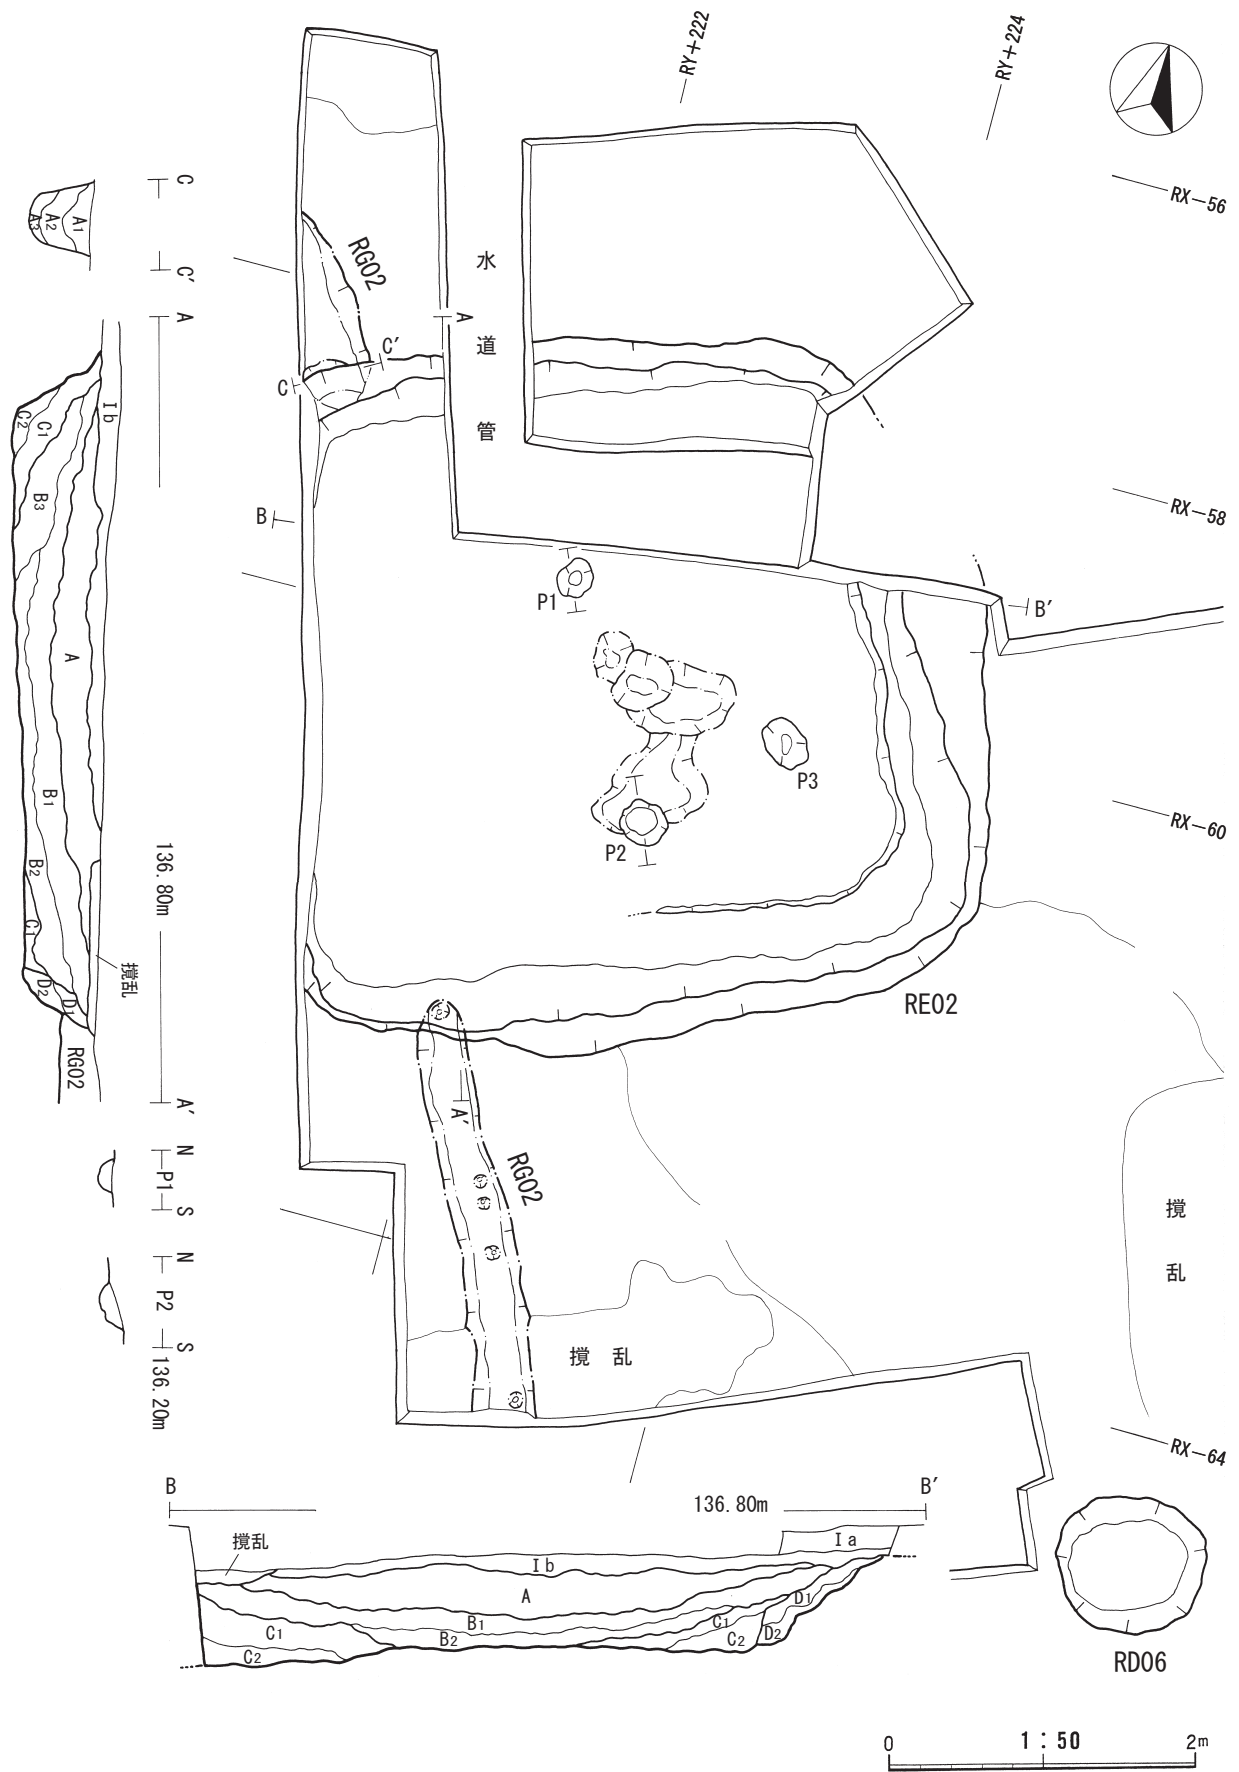 RY+222
RY+224
RX-56
RX-58
RX-60
RX-64
C
C'
A
A1
A2
A3
RG02
水道管
A
C'
C
B
B'
Ib
C2
C1
B3
A
B1
B2
C1
D2
D1
撹乱
RG02
136.80m
A'
P1
P2
P3
RE02
A'
RG02
N
P1
S
N
P2
S
136.20m
撹乱
撹乱
B
136.80m
B'
撹乱
Ib
Ia
A
B1
B2
C1
C2
C1
C2
D1
D2
RD06
0
1:50
2m